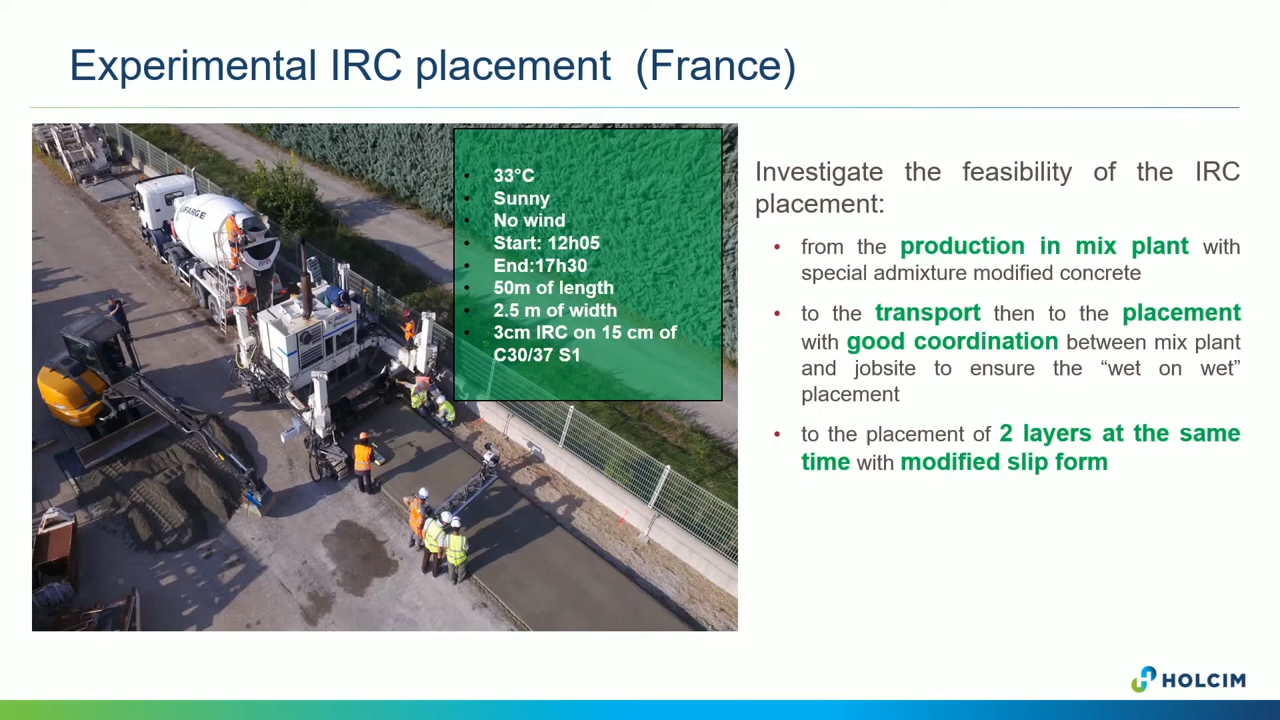 Experimental IRC placement (France)
• 33°C
• Sunny
• No wind
• Start: 12h05
• End:17h30
• 50m of length
• 2.5 m of width
• 3cm IRC on 15 cm of
C30/37 S1
Investigate the feasibility of the IRC
placement:
• from the production in mix plant with
special admixture modified concrete
• to the transport then to the placement
with good coordination between mix plant
and jobsite to ensure the “wet on wet”
placement
• to the placement of 2 layers at the same
time with modified slip form
HOLCIM